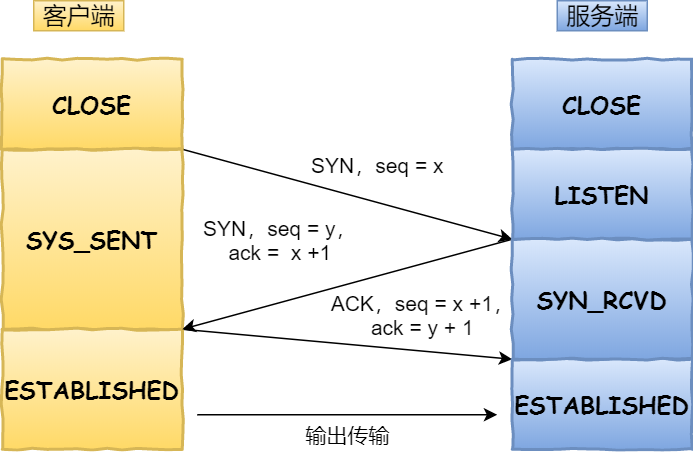 客户端
服务端
CLOSE
CLOSE
SYN，seq = x
LISTEN
SYS_SENT
SYN，seq = y，
ack =  x +1
SYN_RCVD
ACK，seq = x +1，
ack = y + 1
ESTABLISHED
ESTABLISHED
输出传输